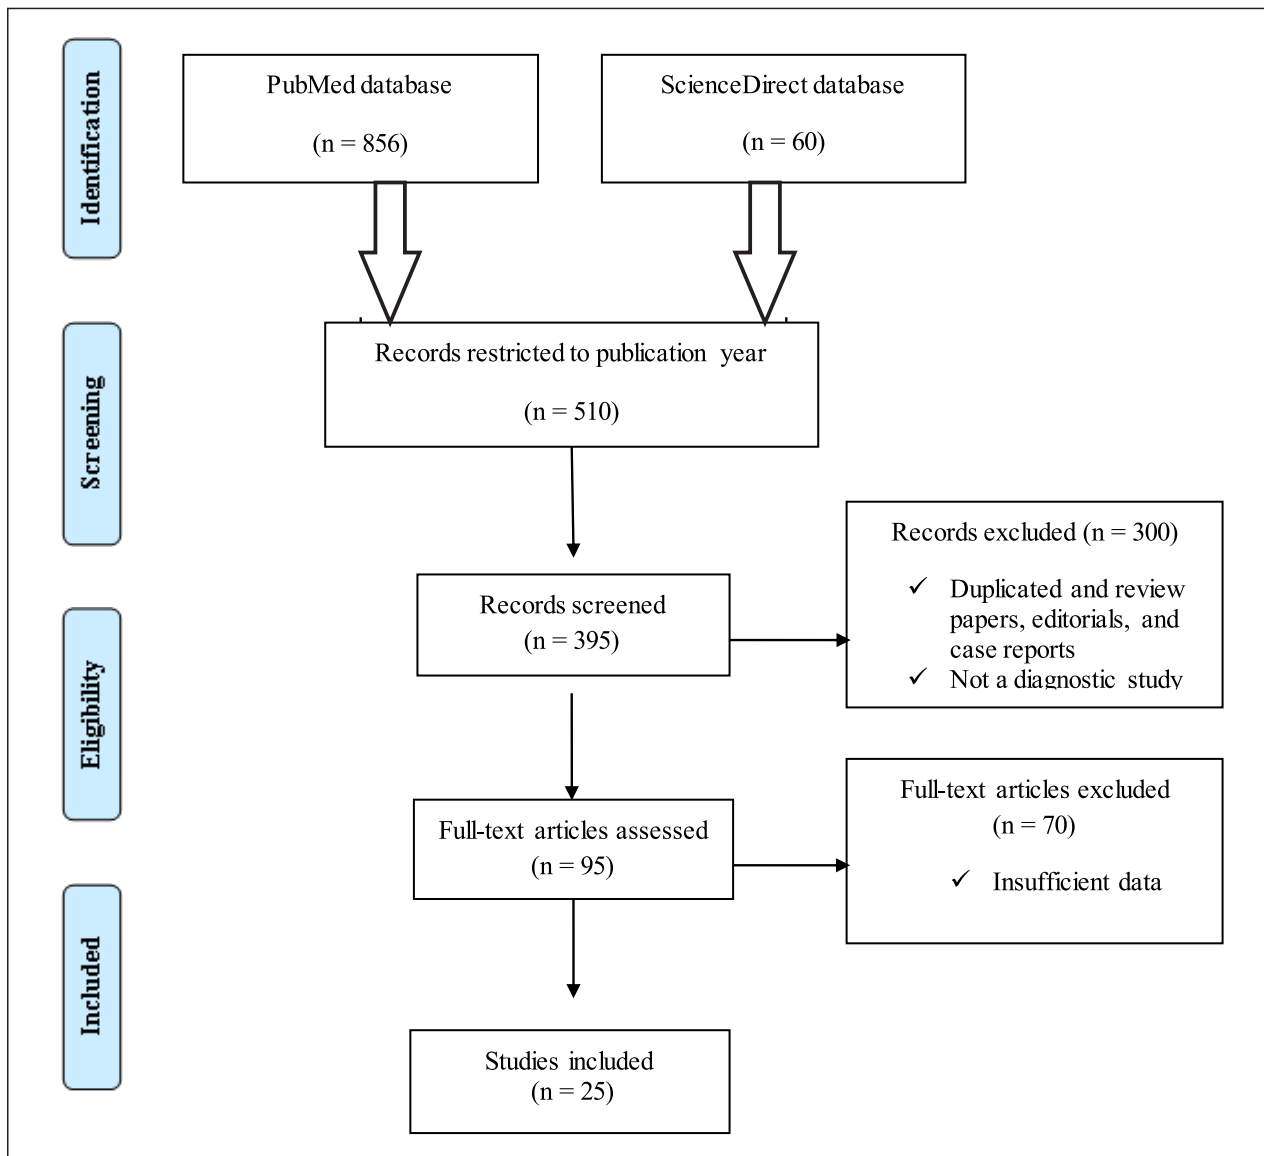 Identification
PubMed database
(n = 856)
ScienceDirect database
(n = 60)
Screening
Records restricted to publication year
(n = 510)
Records screened
(n = 395)
Records excluded (n = 300)
✓ Duplicated and review
papers, editorials, and
case reports
✓ Not a diagnostic study
Eligibility
Full-text articles assessed
(n = 95)
Full-text articles excluded
(n = 70)
✓ Insufficient data
Included
Studies included
(n = 25)